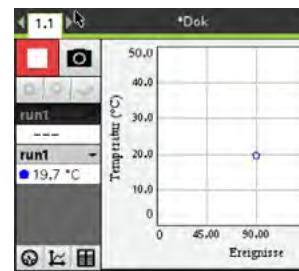 1.1 *Dok
50.0
40.0
30.0
20.0
10.0
0
Temperatur (°C)
0 45.00 90.00
Ereignisse
run1
---
run1
19.7 °C